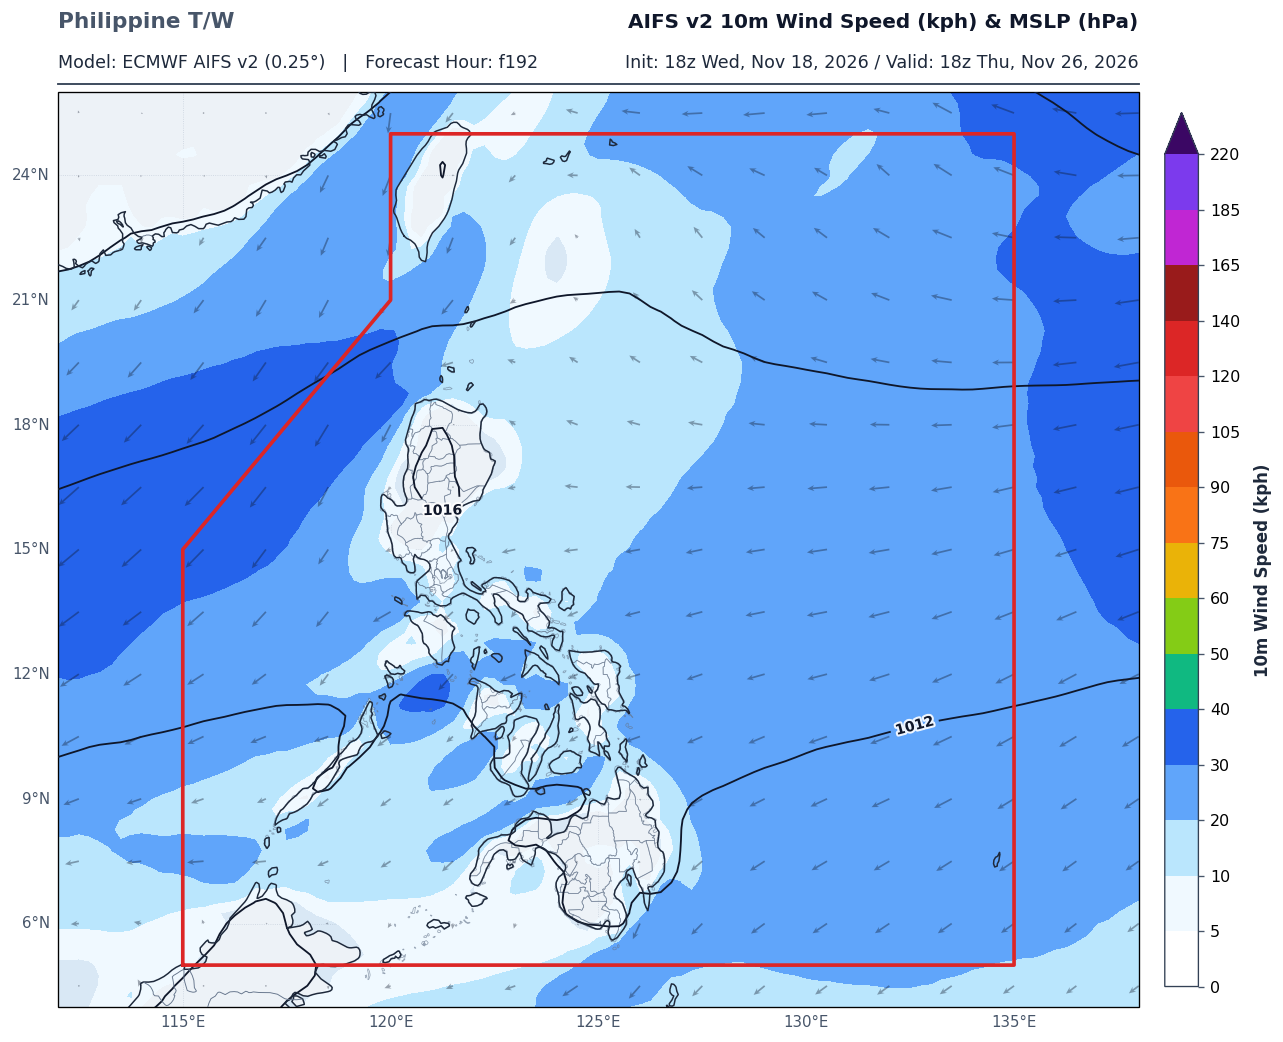 Philippine T/W
AIFS v2 10m Wind Speed (kph) & MSLP (hPa)
Model: ECMWF AIFS v2 (0.25°) | Forecast Hour: f192
Init: 18z Wed, Nov 18, 2026 / Valid: 18z Thu, Nov 26, 2026
24°N
21°N
18°N
15°N
12°N
9°N
6°N
115°E
120°E
125°E
130°E
135°E
1016
1012
220
185
165
140
120
105
90
75
60
50
40
30
20
10
5
0
10m Wind Speed (kph)